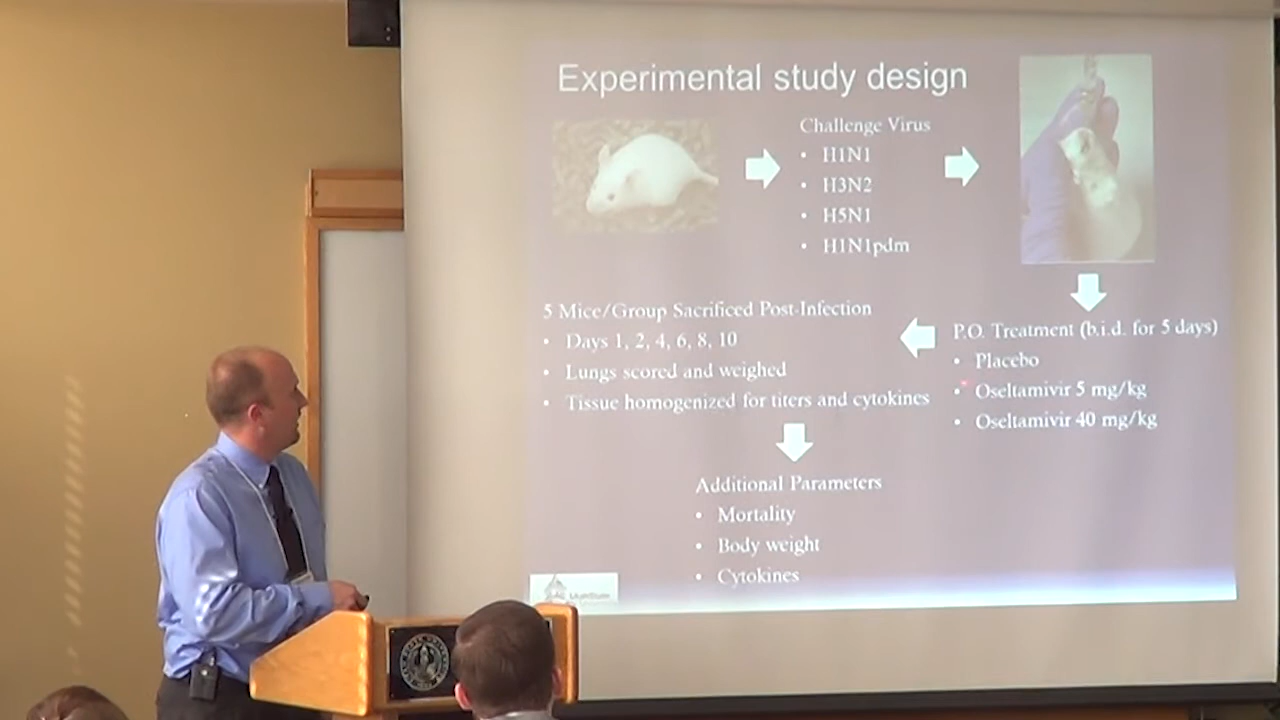 Experimental study design
Challenge Virus
• H1N1
• H3N2
• H5N1
• H1N1pdm
P.O. Treatment (b.i.d. for 5 days)
• Placebo
• Oseltamivir 5 mg/kg
• Oseltamivir 40 mg/kg
5 Mice/Group Sacrificed Post-Infection
• Days 1, 2, 4, 6, 8, 10
• Lungs scored and weighed
• Tissue homogenized for titers and cytokines
Additional Parameters
• Mortality
• Body weight
• Cytokines